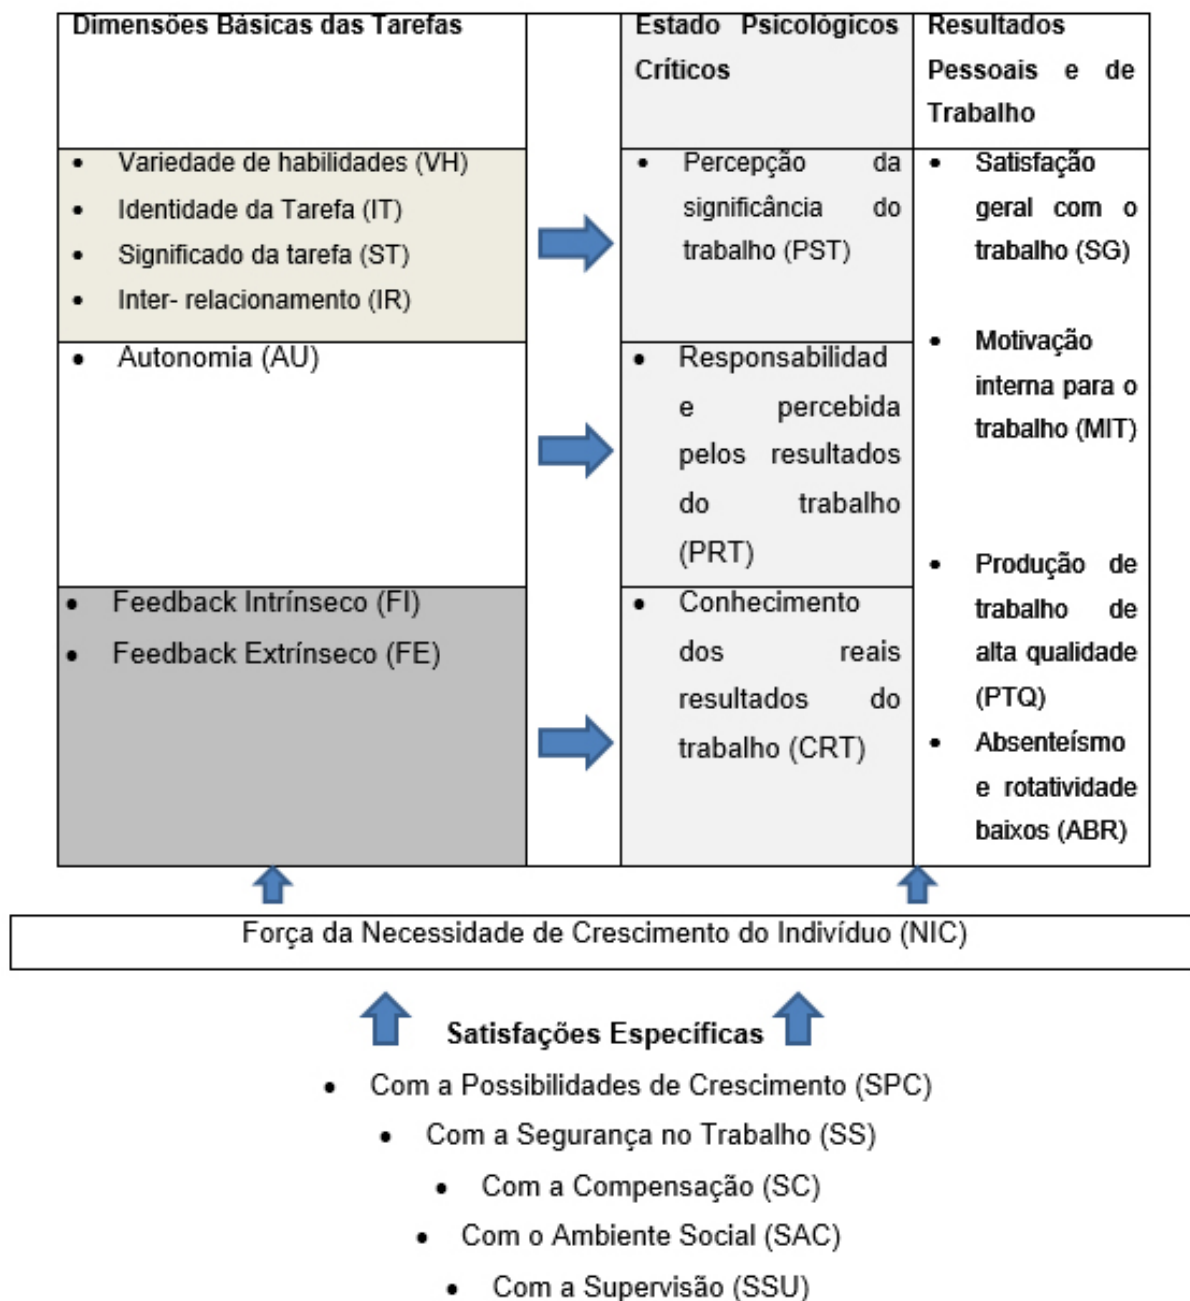 Dimensões Básicas das Tarefas
Estado Psicológicos
Críticos
Resultados
Pessoais e de
Trabalho
• Variedade de habilidades (VH)
• Identidade da Tarefa (IT)
• Significado da tarefa (ST)
• Inter- relacionamento (IR)
• Percepção da
significância do
trabalho (PST)
• Autonomia (AU)
• Responsabilidad
e percebida
pelos resultados
do trabalho
(PRT)
• Feedback Intrínseco (FI)
• Feedback Extrínseco (FE)
• Conhecimento
dos reais
resultados do
trabalho (CRT)
• Satisfação
geral com o
trabalho (SG)
• Motivação
interna para o
trabalho (MIT)
• Produção de
trabalho de
alta qualidade
(PTQ)
• Absenteísmo
e rotatividade
baixos (ABR)
Força da Necessidade de Crescimento do Indivíduo (NIC)
Satisfações Específicas
• Com a Possibilidades de Crescimento (SPC)
• Com a Segurança no Trabalho (SS)
• Com a Compensação (SC)
• Com o Ambiente Social (SAC)
• Com a Supervisão (SSU)